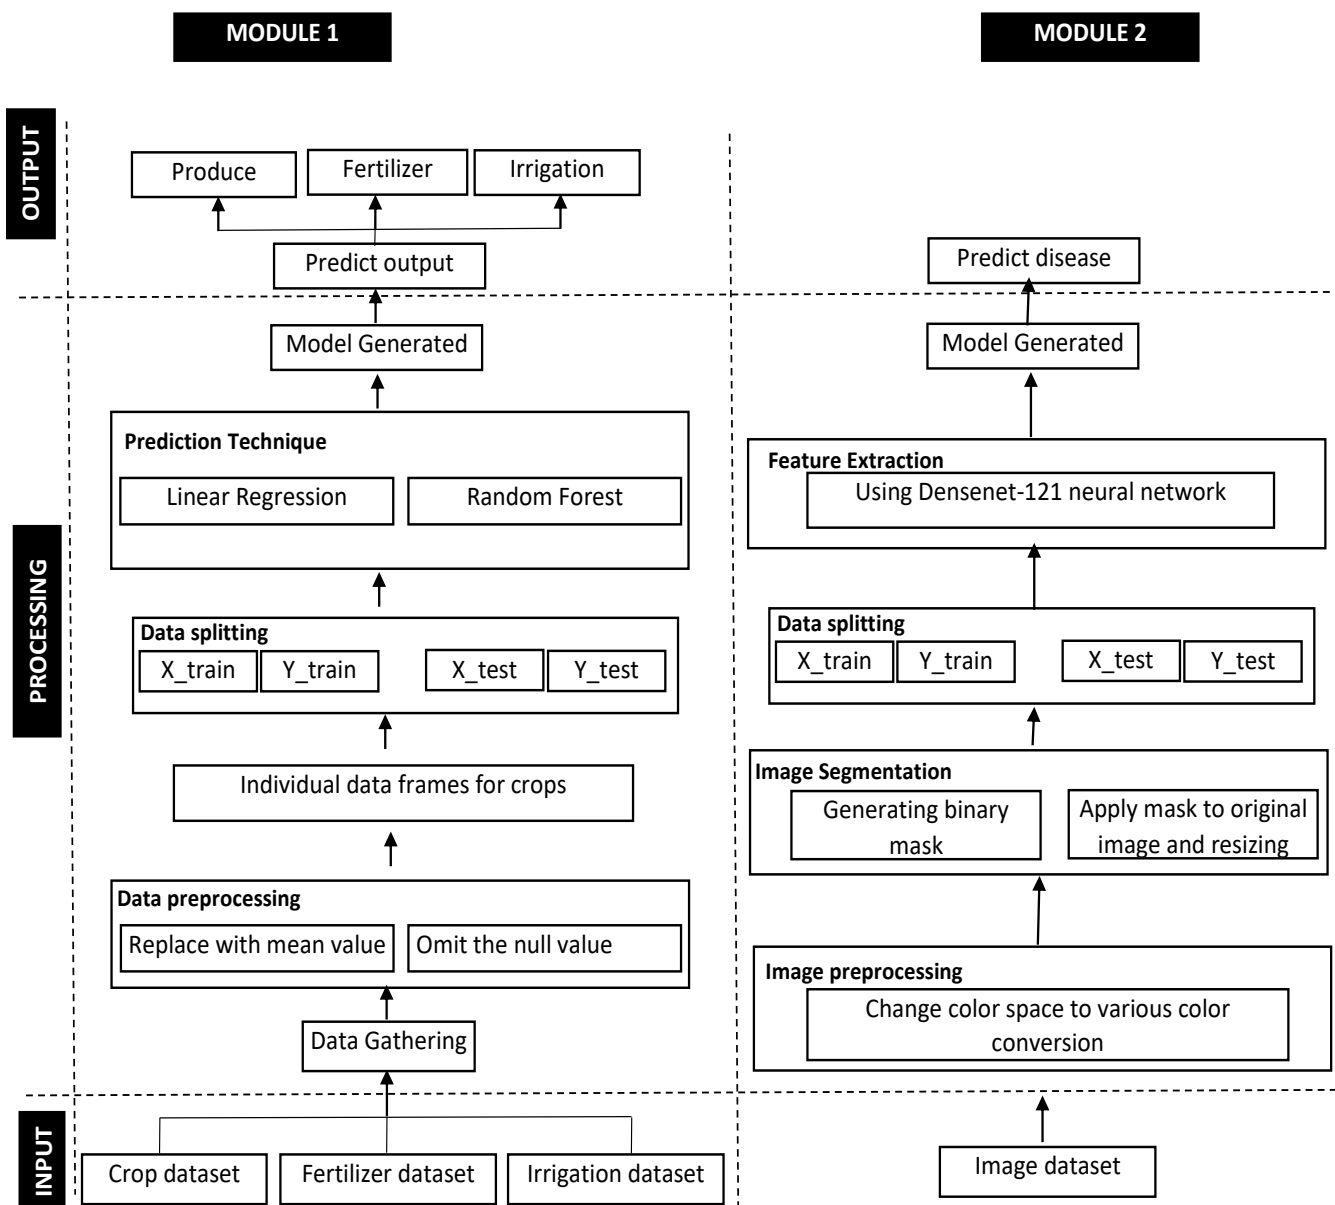 MODULE 1
MODULE 2
OUTPUT
Produce
Fertilizer
Irrigation
Predict output
Predict disease
PROCESSING
Model Generated
Prediction Technique
Linear Regression
Random Forest
Data splitting
X_train
Y_train
X_test
Y_test
Individual data frames for crops
Data preprocessing
Replace with mean value
Omit the null value
Data Gathering
Model Generated
Feature Extraction
Using Densenet-121 neural network
Data splitting
X_train
Y_train
X_test
Y_test
Image Segmentation
Generating binary
mask
Apply mask to original
image and resizing
Image preprocessing
Change color space to various color
conversion
INPUT
Crop dataset
Fertilizer dataset
Irrigation dataset
Image dataset